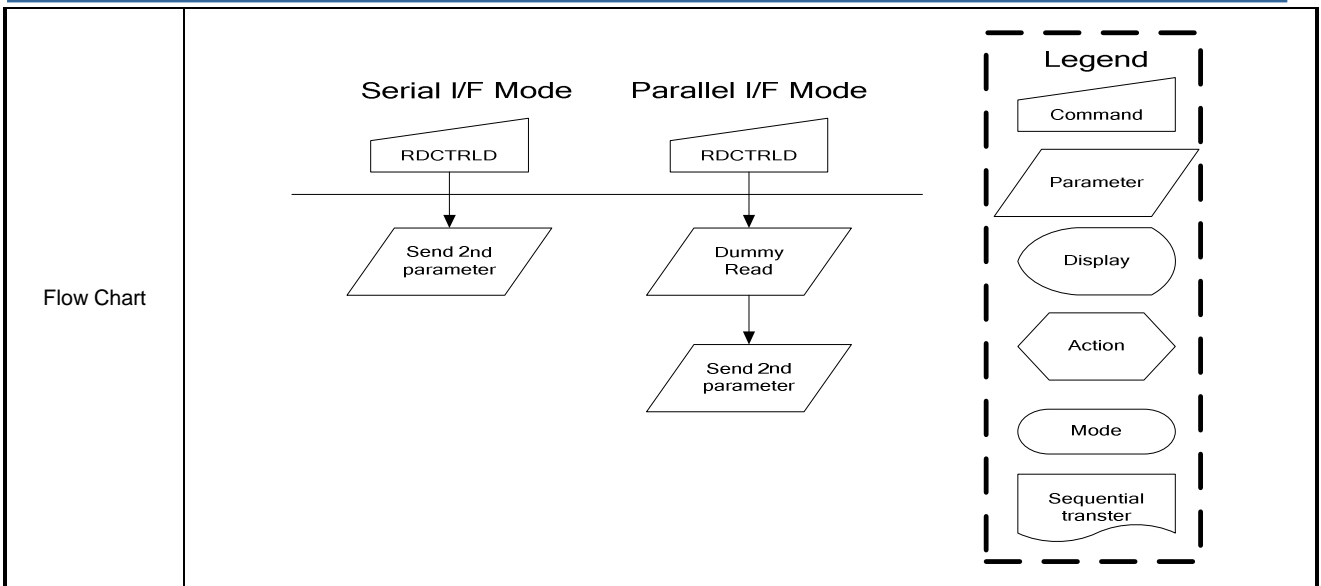 Flow Chart
Serial I/F Mode
RDCTRLD
Send 2nd
parameter
Parallel I/F Mode
RDCTRLD
Dummy
Read
Send 2nd
parameter
Legend
Command
Parameter
Display
Action
Mode
Sequential
transter